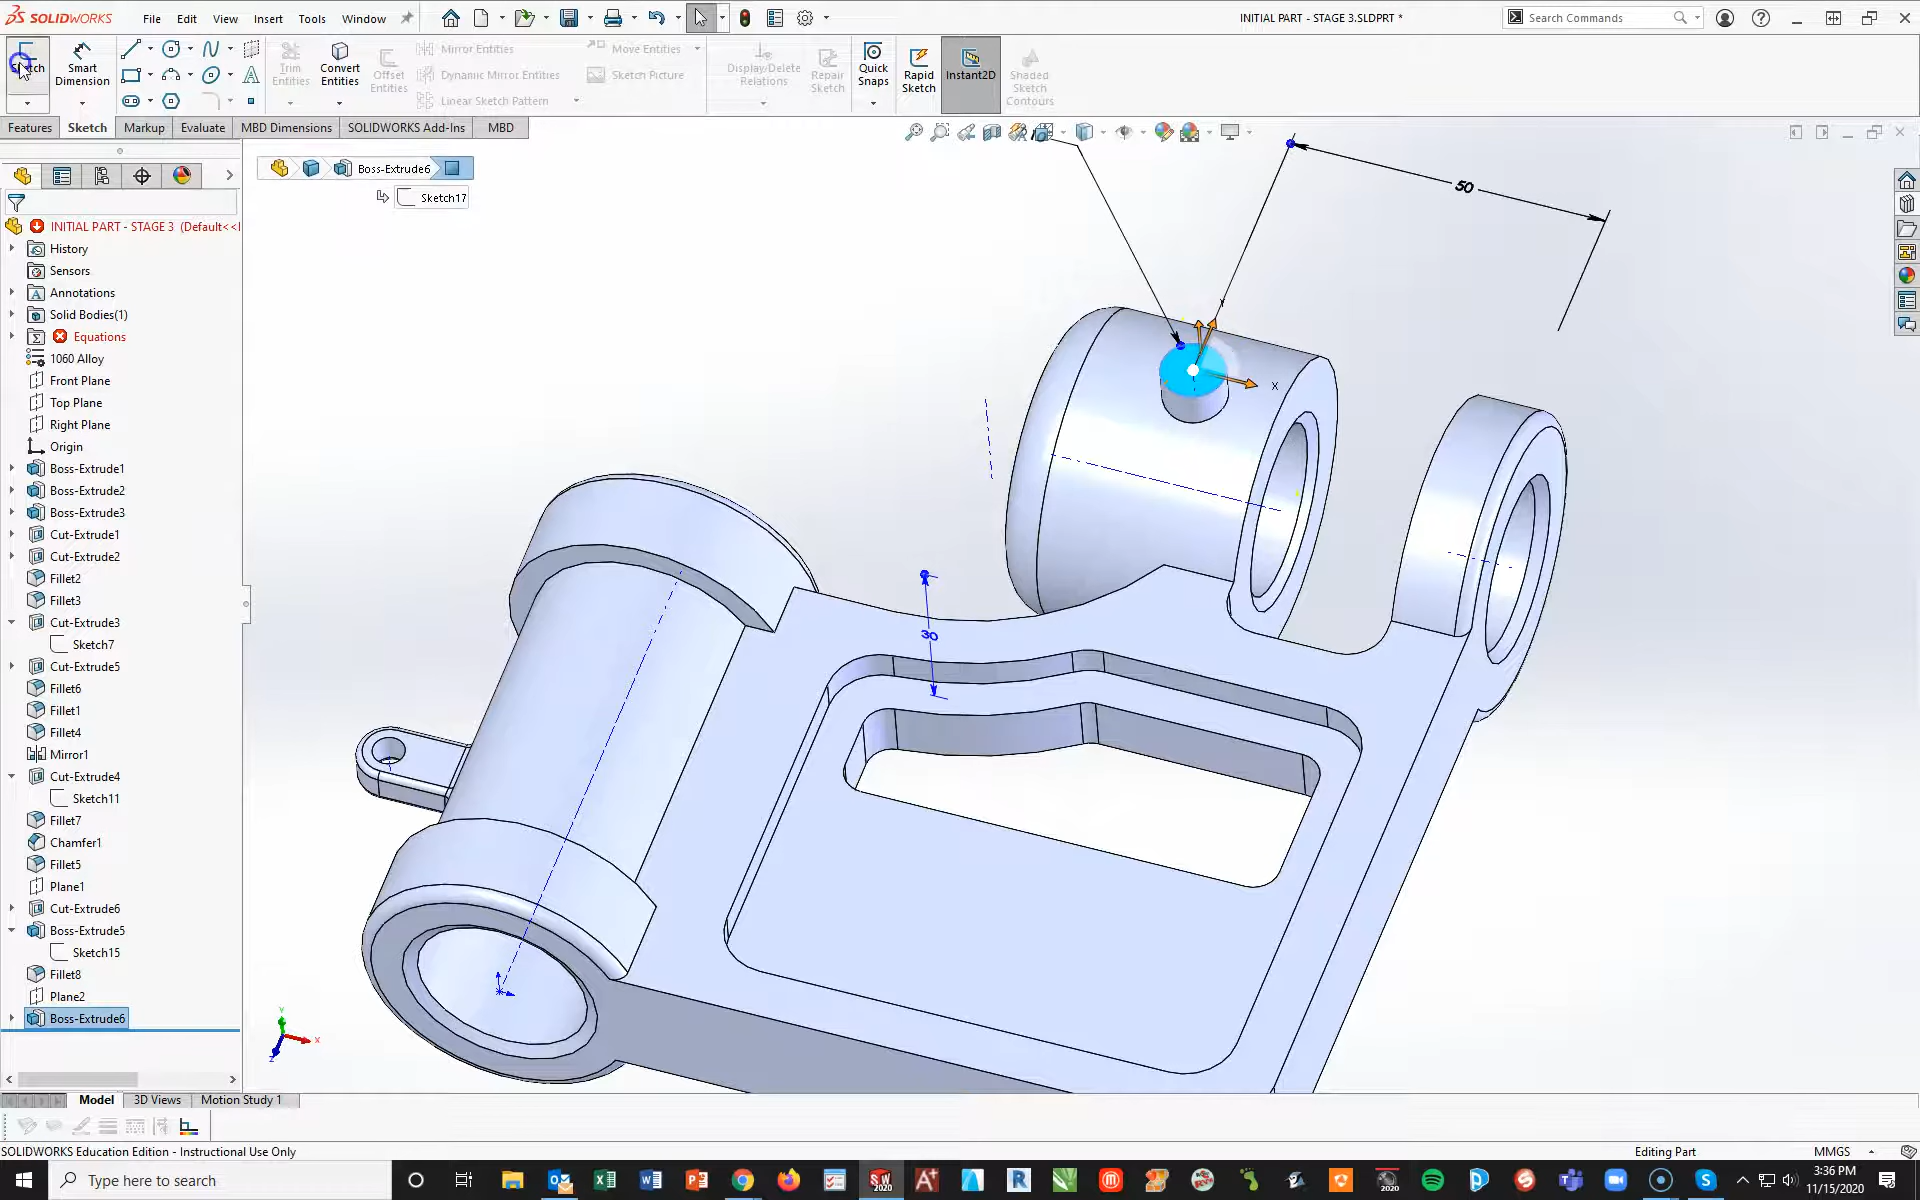 SOLIDWORKS File Edit View Insert Tools Window INITIAL PART - STAGE 3.SLDPRT * Search Commands
Sketch Smart Dimension Trim Entities Convert Entities Offset Entities Mirror Entities Dynamic Mirror Entities Linear Sketch Pattern Move Entities Sketch Picture Display/Delete Relations Repair Sketch Quick Snaps Rapid Sketch Instant2D Shaded Sketch Contours
Features Sketch Markup Evaluate MBD Dimensions SOLIDWORKS Add-Ins MBD
Boss-Extrude6
Sketch17
50
30
Y
X
INITIAL PART - STAGE 3 (Default<<
History
Sensors
Annotations
Solid Bodies(1)
Equations
1060 Alloy
Front Plane
Top Plane
Right Plane
Origin
Boss-Extrude1
Boss-Extrude2
Boss-Extrude3
Cut-Extrude1
Cut-Extrude2
Fillet2
Fillet3
Cut-Extrude3
Sketch7
Cut-Extrude5
Fillet6
Fillet1
Fillet4
Mirror1
Cut-Extrude4
Sketch11
Fillet7
Chamfer1
Fillet5
Plane1
Cut-Extrude6
Boss-Extrude5
Sketch15
Fillet8
Plane2
Boss-Extrude6
Y
X
Z
Model 3D Views Motion Study 1
SOLIDWORKS Education Edition - Instructional Use Only Editing Part MMGS
Type here to search
3:36 PM
11/15/2020